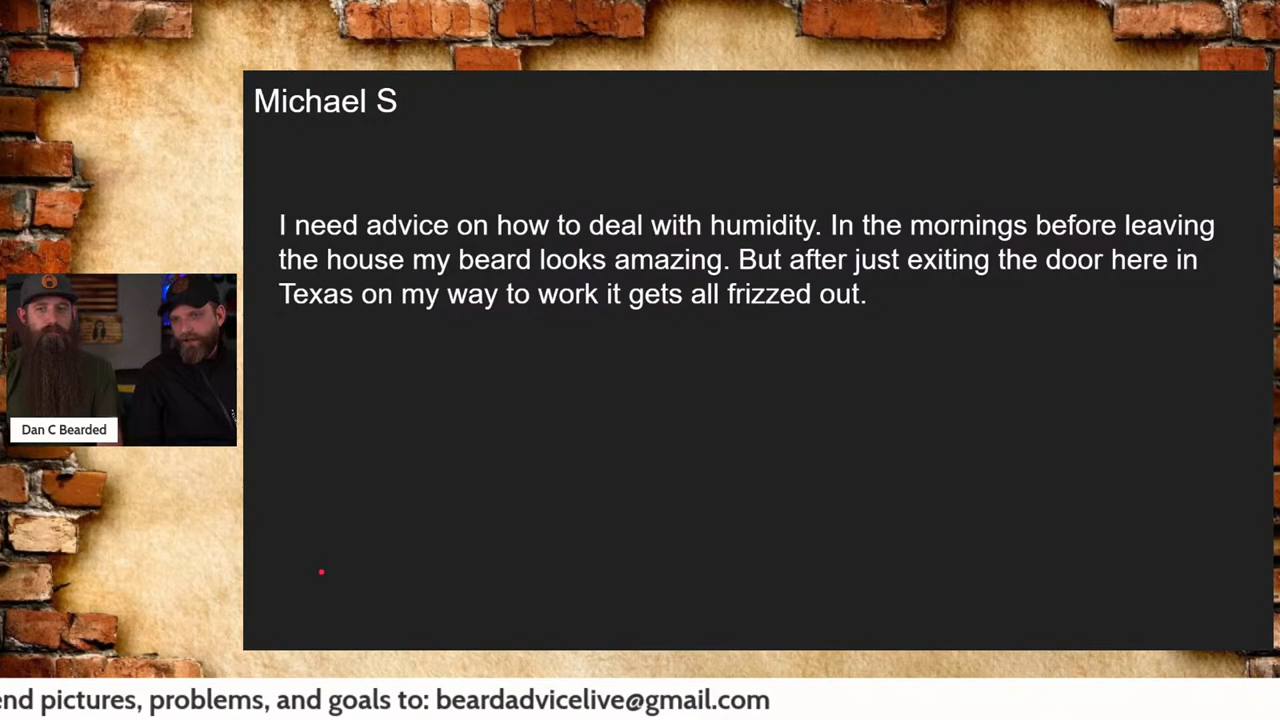 Michael S
I need advice on how to deal with humidity. In the mornings before leaving
the house my beard looks amazing. But after just exiting the door here in
Texas on my way to work it gets all frizzed out.
Dan C Bearded
end pictures, problems, and goals to: beardadvicelive@gmail.com